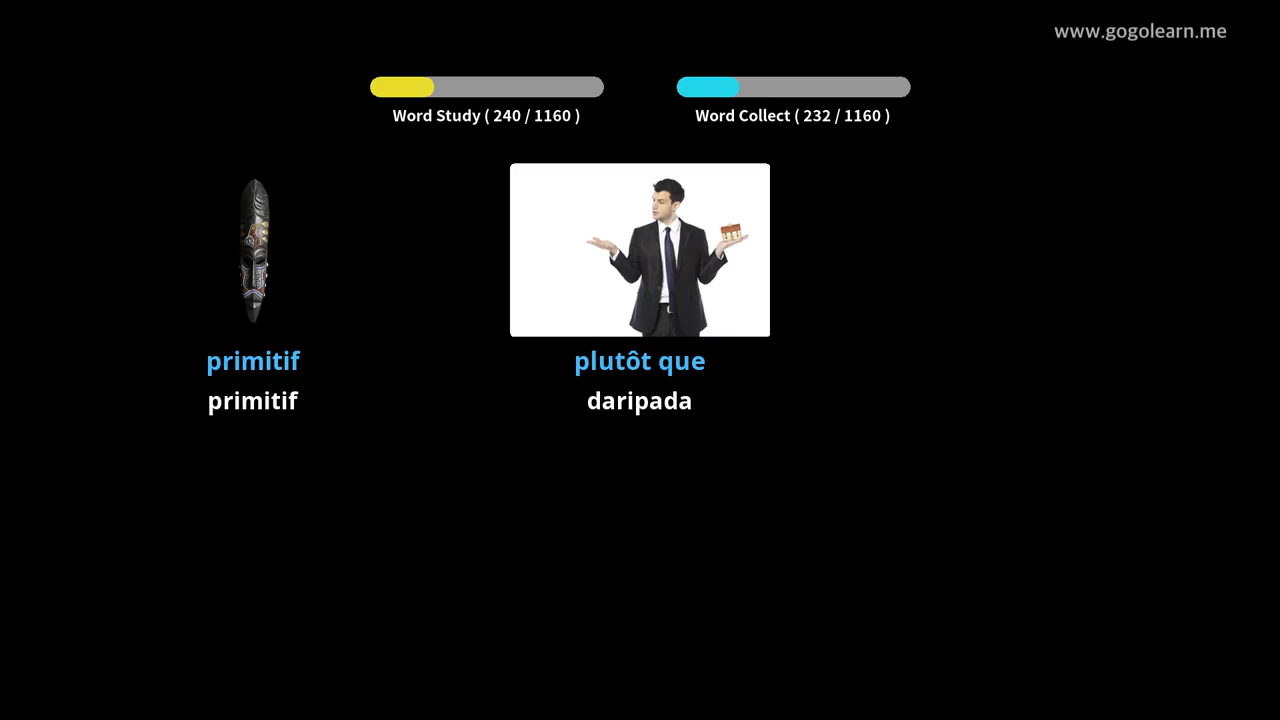 www.gogolearn.me
Word Study ( 240 / 1160 )
Word Collect ( 232 / 1160 )
primitif
primitif
plutôt que
daripada